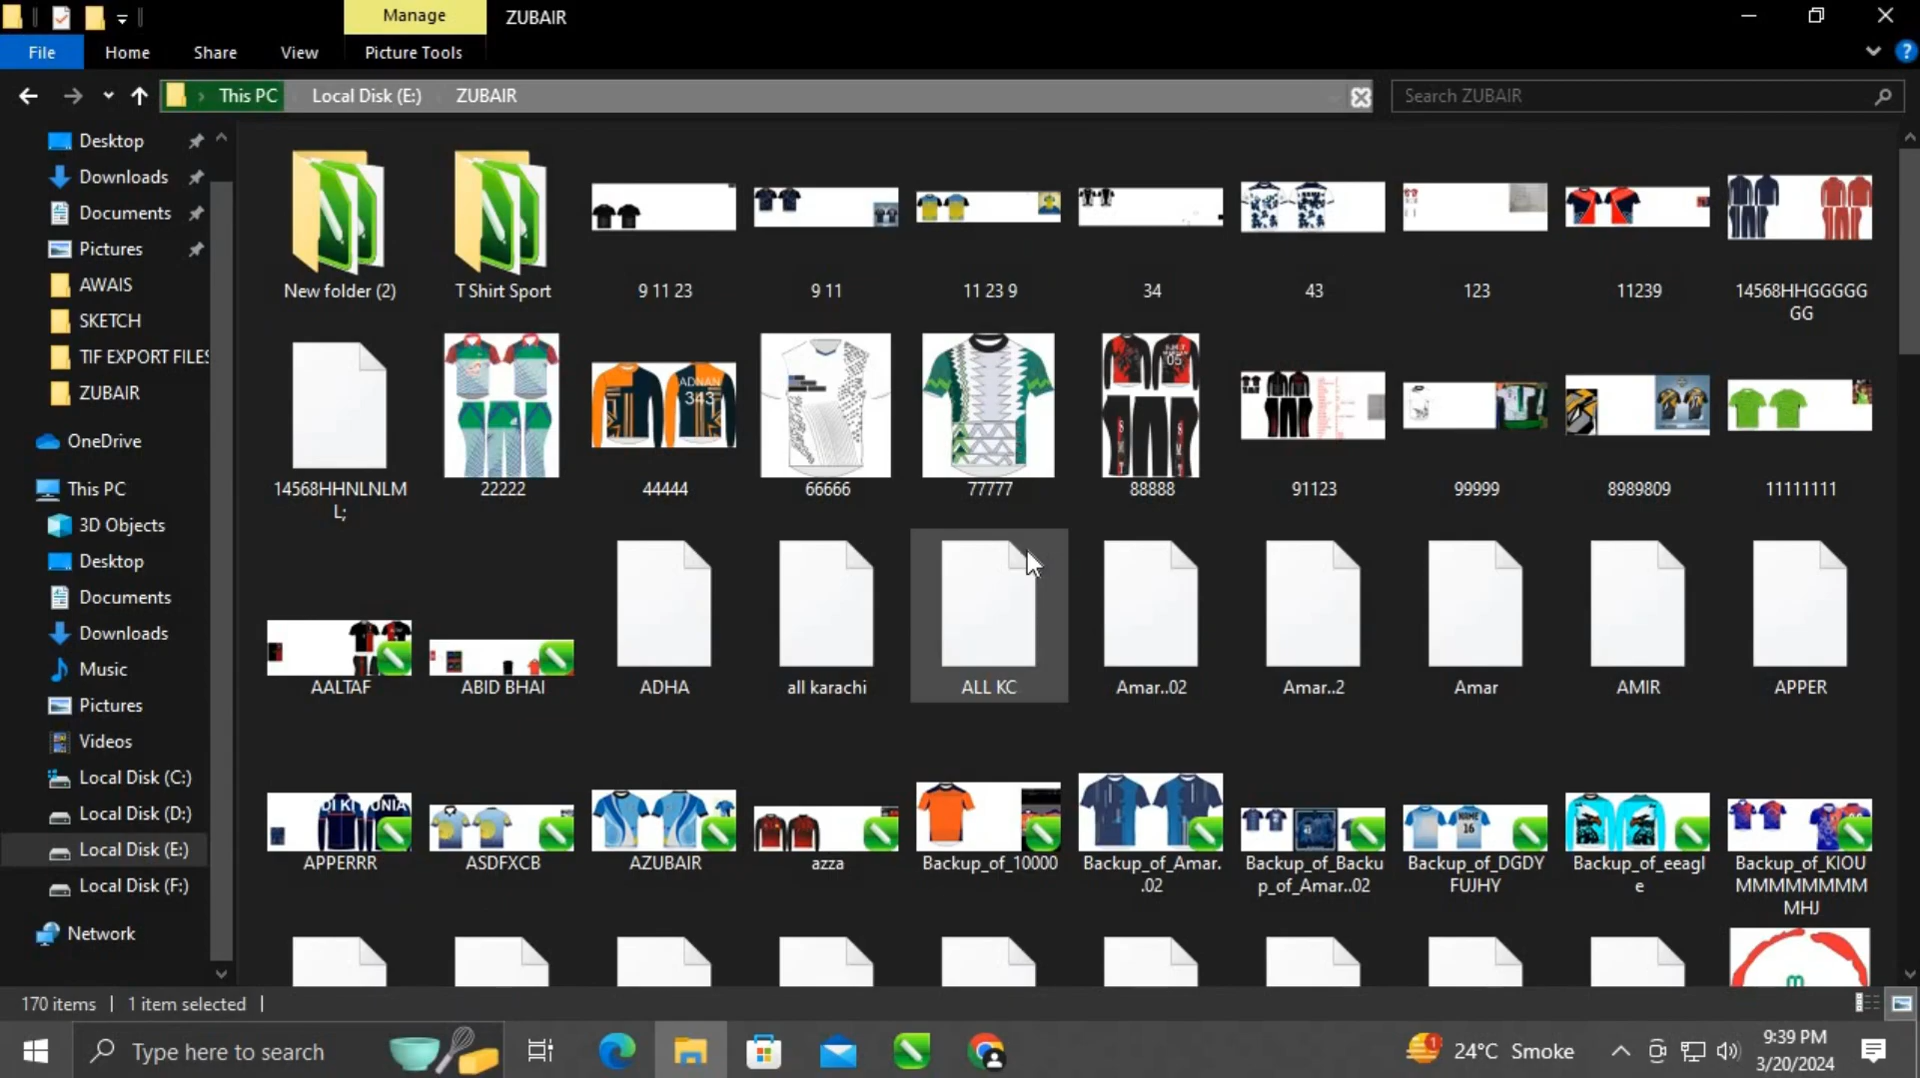 Manage
ZUBAIR
File
Home
Share
View
Picture Tools
This PC
Local Disk (E:)
ZUBAIR
Search ZUBAIR
Desktop
Downloads
Documents
Pictures
AWAIS
SKETCH
TIF EXPORT FILES
ZUBAIR
OneDrive
This PC
3D Objects
Desktop
Documents
Downloads
Music
Pictures
Videos
Local Disk (C:)
Local Disk (D:)
Local Disk (E:)
Local Disk (F:)
Network
New folder (2)
T Shirt Sport
9 11 23
9 11
11 23 9
34
43
123
11239
14568HHGGGGG
GG
ADNAN
343
05
14568HHNLNLM
L;
22222
44444
66666
77777
88888
91123
99999
8989809
11111111
AALTAF
ABID BHAI
ADHA
all karachi
ALL KC
Amar..02
Amar..2
Amar
AMIR
APPER
NAME
16
APPERRR
ASDFXCB
AZUBAIR
azza
Backup_of_10000
Backup_of_Amar.
.02
Backup_of_Backu
p_of_Amar..02
Backup_of_DGDY
FUJHY
Backup_of_eeagl
e
Backup_of_KIOU
MMMMMMMM
MHJ
170 items
1 item selected
Type here to search
1
24°C Smoke
9:39 PM
3/20/2024